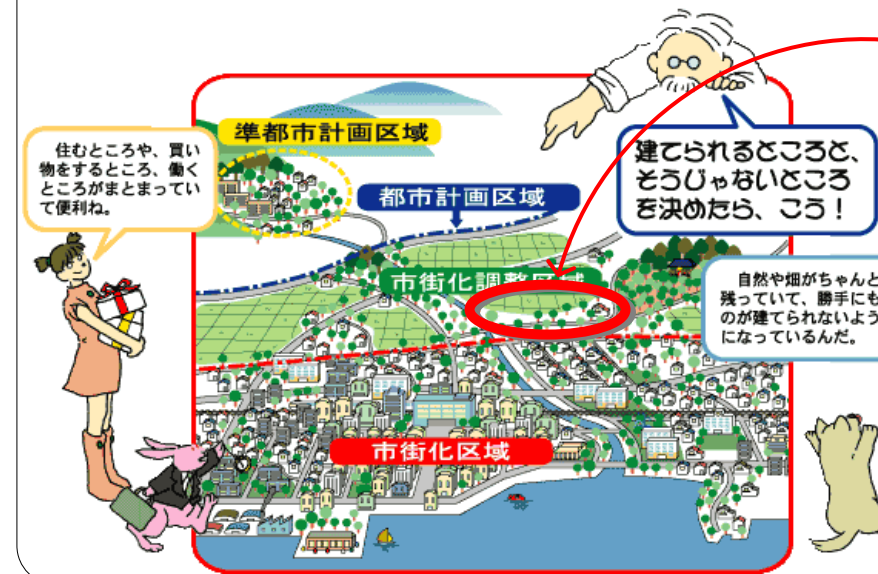 準都市計画区域
住むところや、買い
物をするところ、働く
ところがまとまってい
て便利ね。
都市計画区域
建てられるところと、
そうじゃないところ
を決めたら、こう！
市街化調整区域
自然や畑がちゃんと
残っていて、勝手にも
のが建てられないよう
になっているんだ。
市街化区域